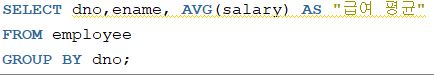 SELECT dno,ename, AVG(salary) AS "급여 평균"
FROM employee
GROUP BY dno;